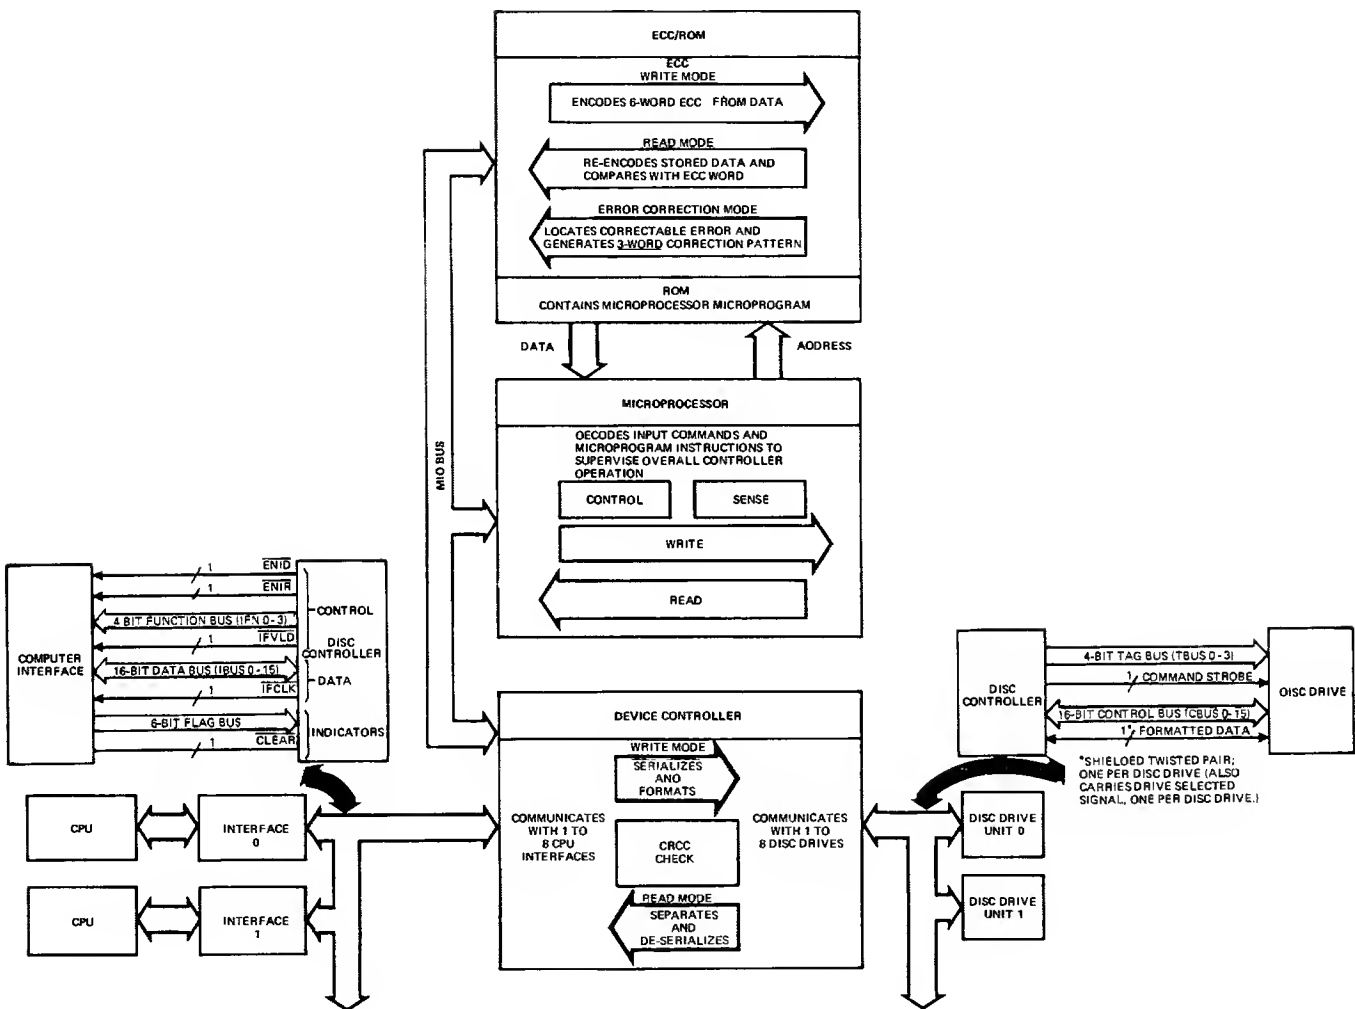 ECC/ROM
ECC
WRITE MODE
ENCODES 6-WORD ECC FROM DATA
READ MODE
RE-ENCODES STORED DATA AND
COMPARES WITH ECC WORD
ERROR CORRECTION MODE
LOCATES CORRECTABLE ERROR AND
GENERATES 3-WORD CORRECTION PATTERN
ROM
CONTAINS MICROPROCESSOR MICROPROGRAM
DATA
AODRESS
MIO BUS
MICROPROCESSOR
OECODES INPUT COMMANDS AND
MICROPROGRAM INSTRUCTIONS TO
SUPERVISE OVERALL CONTROLLER
OPERATION
CONTROL
SENSE
WRITE
READ
COMPUTER
INTERFACE
1
ENID
1
ENIR
4 BIT FUNCTION BUS (IFN 0 - 3)
1
IFVLD
16-BIT DATA BUS (IBUS 0 - 15)
1
IFCLK
6-BIT FLAG BUS
1
CLEAR
CONTROL
DISC
CONTROLLER
DATA
INDICATORS
DISC
CONTROLLER
4-BIT TAG BUS (TBUS 0 - 3)
1 COMMAND STROBE
16-BIT CONTROL BUS (CBUS 0-15)
1* FORMATTED DATA
OISC DRIVE
*SHIELOED TWISTED PAIR;
ONE PER DISC DRIVE (ALSO
CARRIES DRIVE SELECTED
SIGNAL, ONE PER DISC DRIVE.)
DEVICE CONTROLLER
WRITE MODE
SERIALIZES
AND
FORMATS
COMMUNICATES
WITH 1 TO
8 CPU
INTERFACES
CRCC
CHECK
COMMUNICATES
WITH 1 TO
8 DISC DRIVES
READ MODE
SEPARATES
AND
DE-SERIALIZES
CPU
INTERFACE
0
CPU
INTERFACE
1
DISC DRIVE
UNIT 0
DISC DRIVE
UNIT 1